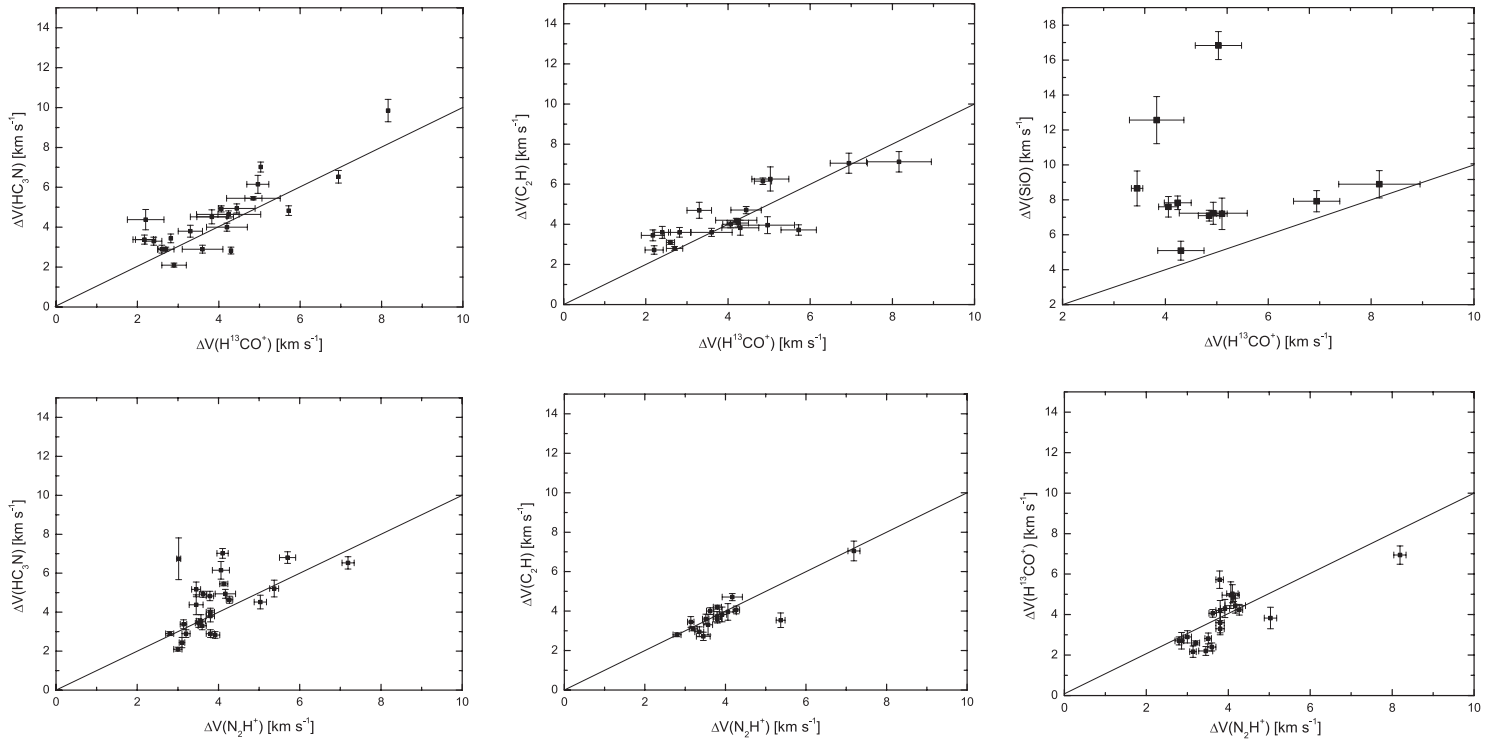 14
12
10
8
6
4
2
0
ΔV(HC₃N) [km s⁻¹]
0 2 4 6 8 10
ΔV(H¹³CO⁺) [km s⁻¹]
14
12
10
8
6
4
2
0
ΔV(C₂H) [km s⁻¹]
0 2 4 6 8 10
ΔV(H¹³CO⁺) [km s⁻¹]
18
16
14
12
10
8
6
4
2
ΔV(SiO) [km s⁻¹]
2 4 6 8 10
ΔV(H¹³CO⁺) [km s⁻¹]
14
12
10
8
6
4
2
0
ΔV(HC₃N) [km s⁻¹]
0 2 4 6 8 10
ΔV(N₂H⁺) [km s⁻¹]
14
12
10
8
6
4
2
0
ΔV(C₂H) [km s⁻¹]
0 2 4 6 8 10
ΔV(N₂H⁺) [km s⁻¹]
14
12
10
8
6
4
2
0
ΔV(H¹³CO⁺) [km s⁻¹]
0 2 4 6 8 10
ΔV(N₂H⁺) [km s⁻¹]